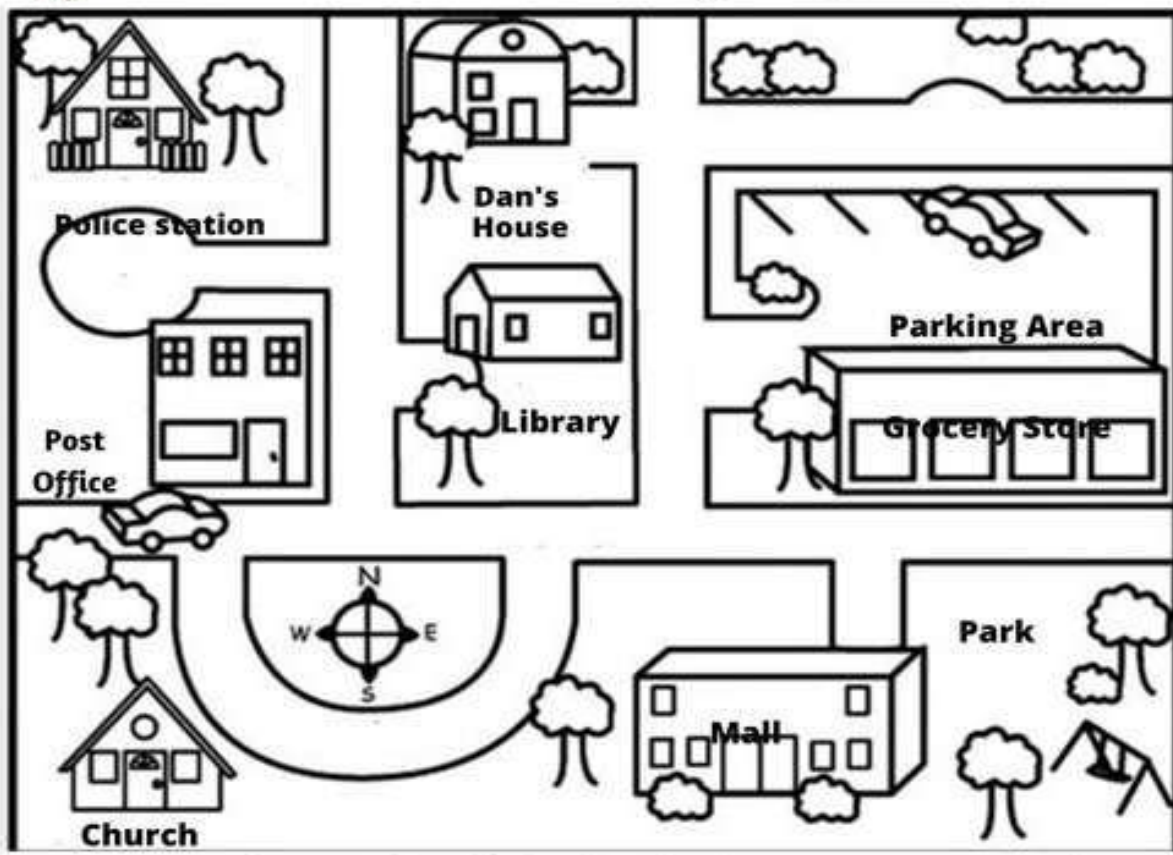 Police station
Dan's
House
Parking Area
Library
Grocery Store
Post
Office
N
W E
S
Park
Mall
Church